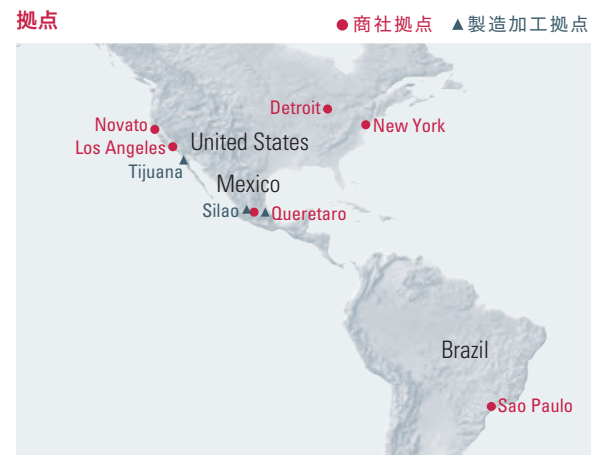 拠点
●商社拠点 ▲製造加工拠点
Detroit
New York
Novato
Los Angeles
United States
Tijuana
Mexico
Silao
Queretaro
Brazil
Sao Paulo